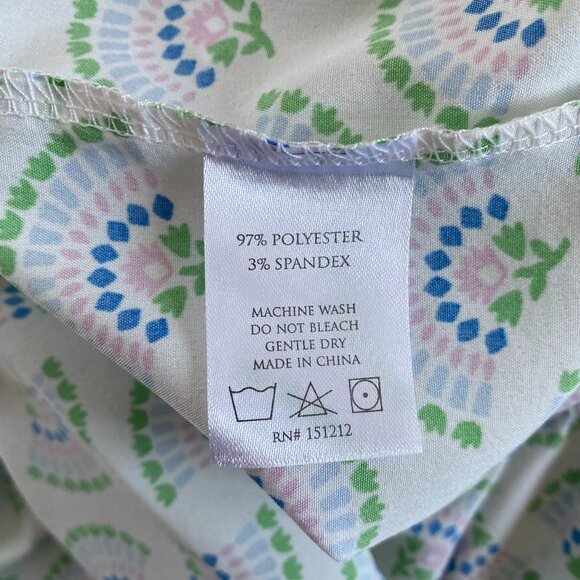 97% POLYESTER
3% SPANDEX
MACHINE WASH
DO NOT BLEACH
GENTLE DRY
MADE IN CHINA
RN# 151212